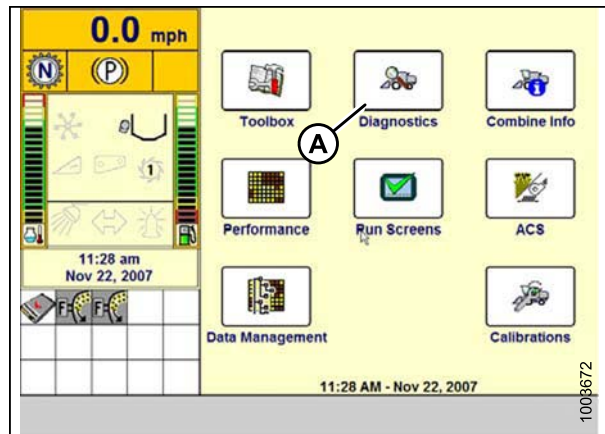 0.0 mph
N
(P)
1
11:28 am
Nov 22, 2007
F
F
Toolbox
Diagnostics
Combine Info
A
Performance
Run Screens
ACS
Data Management
Calibrations
11:28 AM - Nov 22, 2007
1003672